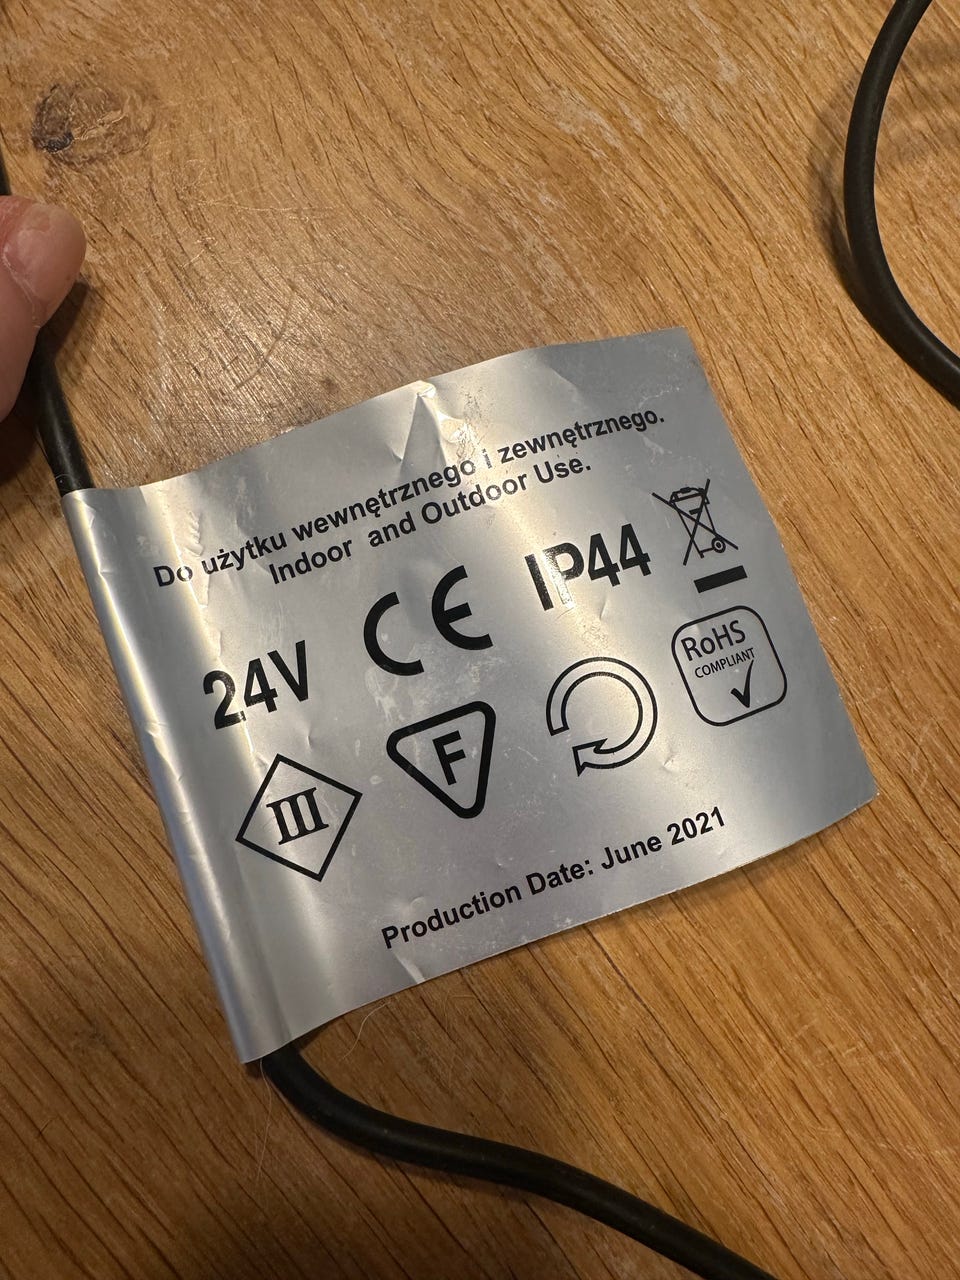 Do użytku wewnętrznego i zewnętrznego.
Indoor and Outdoor Use.
24V CE IP44
III F RoHS
COMPLIANT
Production Date: June 2021